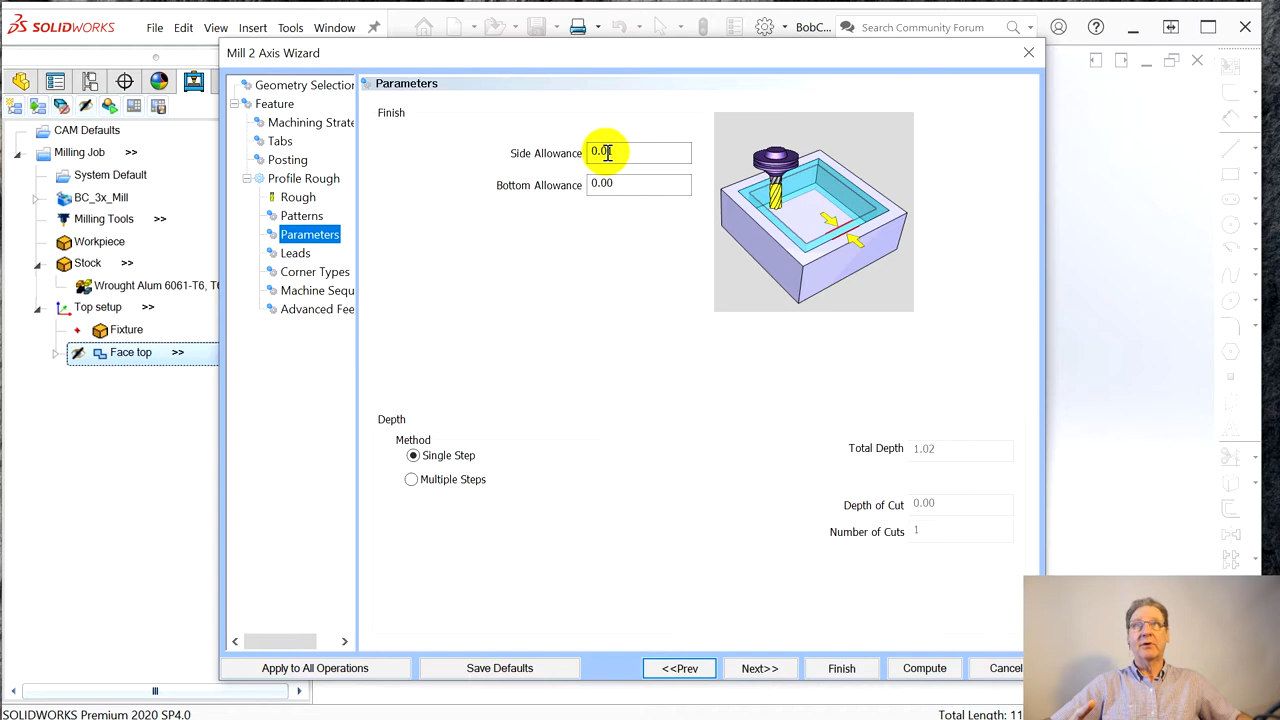 SOLIDWORKS File Edit View Insert Tools Window BobC... Search Community Forum
Mill 2 Axis Wizard
Geometry Selection
Feature
Machining Strate
Tabs
Posting
Profile Rough
Rough
Patterns
Parameters
Leads
Corner Types
Machine Sequ
Advanced Fee
CAM Defaults
Milling Job >>
System Default
BC_3x_Mill
Milling Tools >>
Workpiece
Stock >>
Wrought Alum 6061-T6, T6
Top setup >>
Fixture
Face top >>
Parameters
Finish
Side Allowance
Bottom Allowance 0.00
Depth
Method
Single Step
Multiple Steps
Total Depth 1.02
Depth of Cut 0.00
Number of Cuts 1
Apply to All Operations Save Defaults <<Prev Next>> Finish Compute Cancel
SOLIDWORKS Premium 2020 SP4.0 Total Length: 11